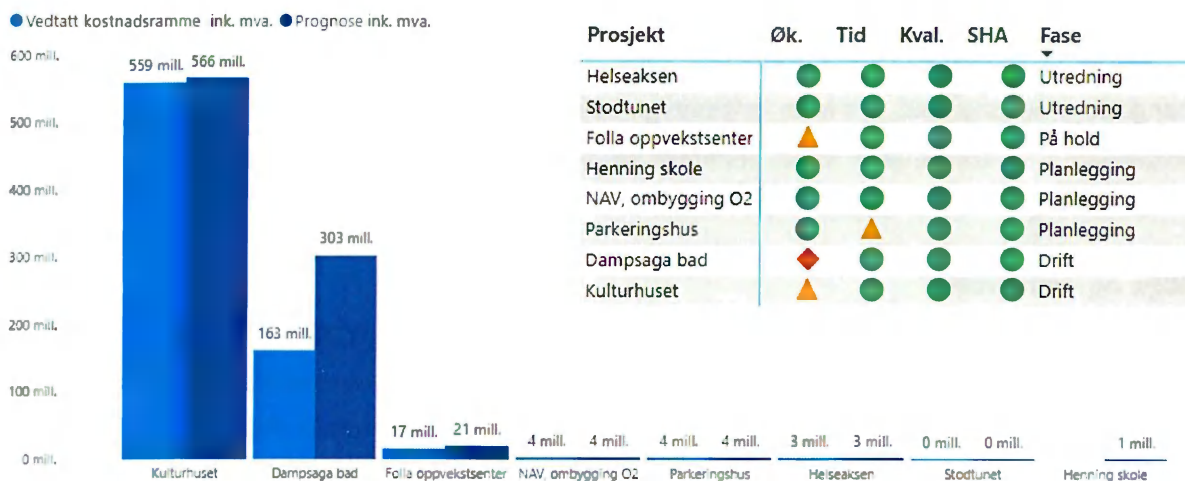 Vedtatt kostnadsramme ink. mva. Prognose ink. mva.
600 mill.
500 mill.
400 mill.
300 mill.
200 mill.
100 mill.
0 mill.
559 mill. 566 mill.
163 mill. 303 mill.
17 mill. 21 mill.
4 mill. 4 mill.
4 mill. 4 mill.
3 mill. 3 mill.
0 mill. 0 mill.
1 mill.
Kulturhuset Dampsaga bad Folla oppvekstsenter NAV, ombygging O2 Parkeringshus Helseaksen Stodtunet Henning skole
Prosjekt Øk. Tid Kval. SHA Fase
Helseaksen Utredning
Stodtunet Utredning
Folla oppvekstsenter På hold
Henning skole Planlegging
NAV, ombygging O2 Planlegging
Parkeringshus Planlegging
Dampsaga bad Drift
Kulturhuset Drift